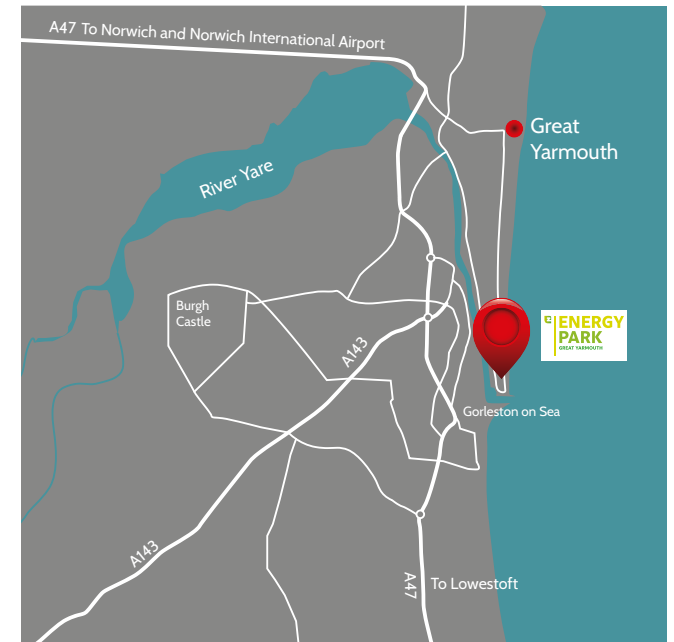 A47 To Norwich and Norwich International Airport
Great
Yarmouth
River Yare
Burgh
Castle
ENERGY
PARK
GREAT YARMOUTH
A143
Gorleston on Sea
A143
A47
To Lowestoft